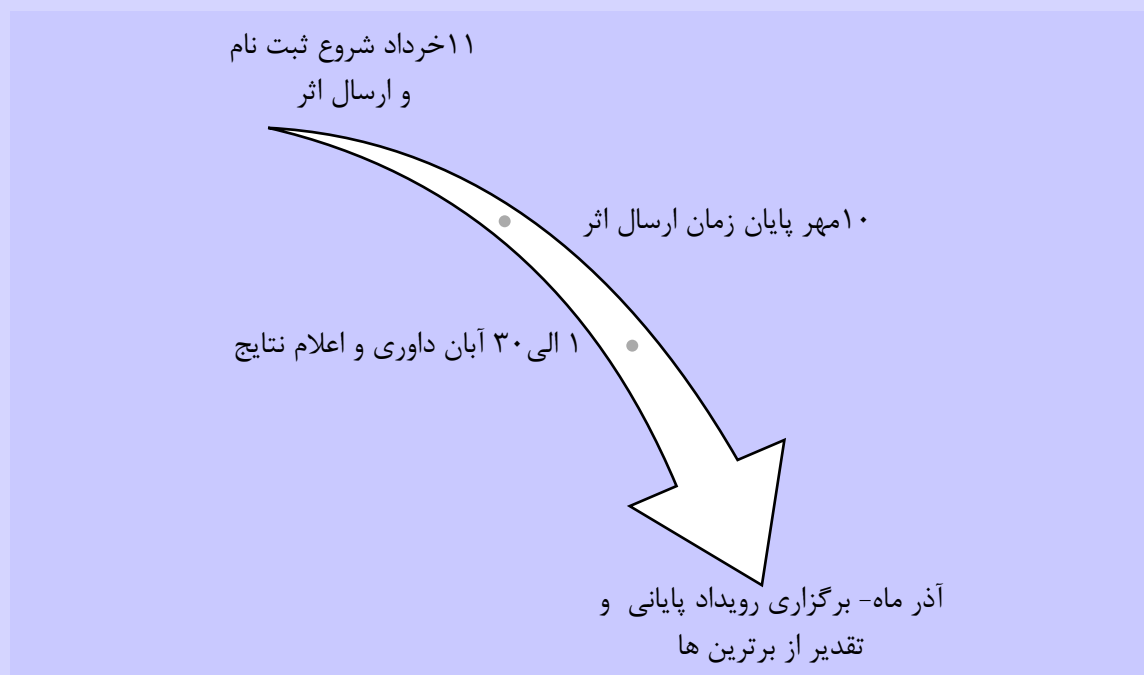 ۱۱خرداد شروع ثبت نام
و ارسال اثر
۱۰مهر پایان زمان ارسال اثر
۱ الی۳۰ آبان داوری و اعلام نتایج
آذر ماه- برگزاری رویداد پایانی و
تقدیر از برترین ها